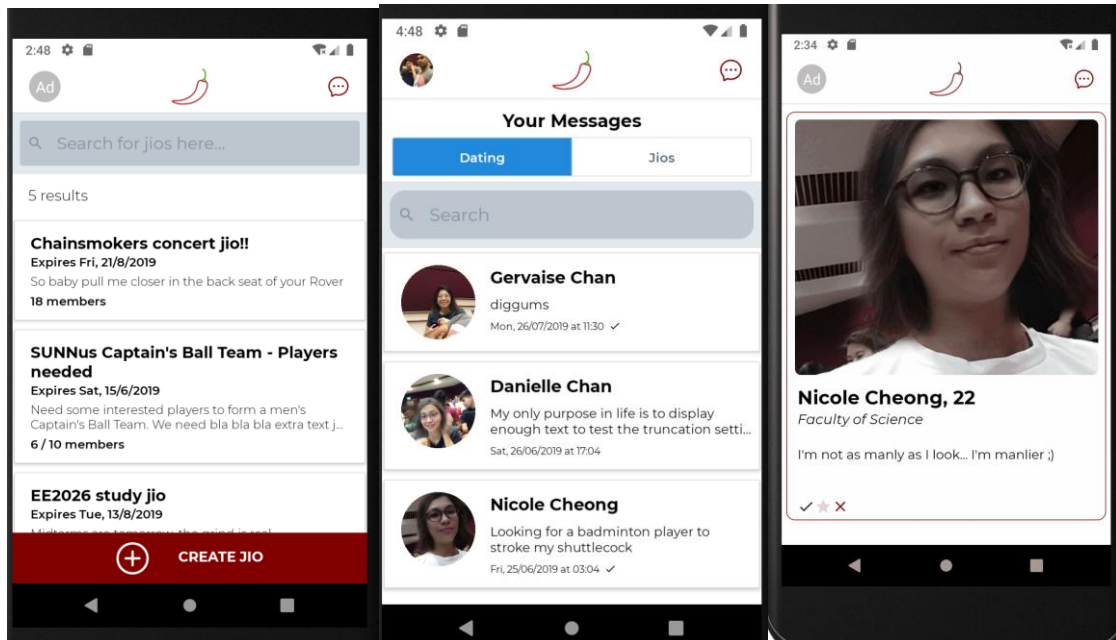 2:48
Ad
Search for jios here...
5 results
Chainsmokers concert jio!!
Expires Fri, 21/8/2019
So baby pull me closer in the back seat of your Rover
18 members
SUNNus Captain's Ball Team - Players
needed
Expires Sat, 15/6/2019
Need some interested players to form a men's
Captain's Ball Team. We need bla bla bla extra text j...
6 / 10 members
EE2026 study jio
Expires Tue, 13/8/2019
Midterms are tomorrow, the grind is real
CREATE JIO
4:48
Your Messages
Dating
Jios
Search
Gervaise Chan
diggums
Mon, 26/07/2019 at 11:30
Danielle Chan
My only purpose in life is to display
enough text to test the truncation setti...
Sat, 26/06/2019 at 17:04
Nicole Cheong
Looking for a badminton player to
stroke my shuttlecock
Fri, 25/06/2019 at 03:04
2:34
Ad
Nicole Cheong, 22
Faculty of Science
I'm not as manly as I look... I'm manlier ;)